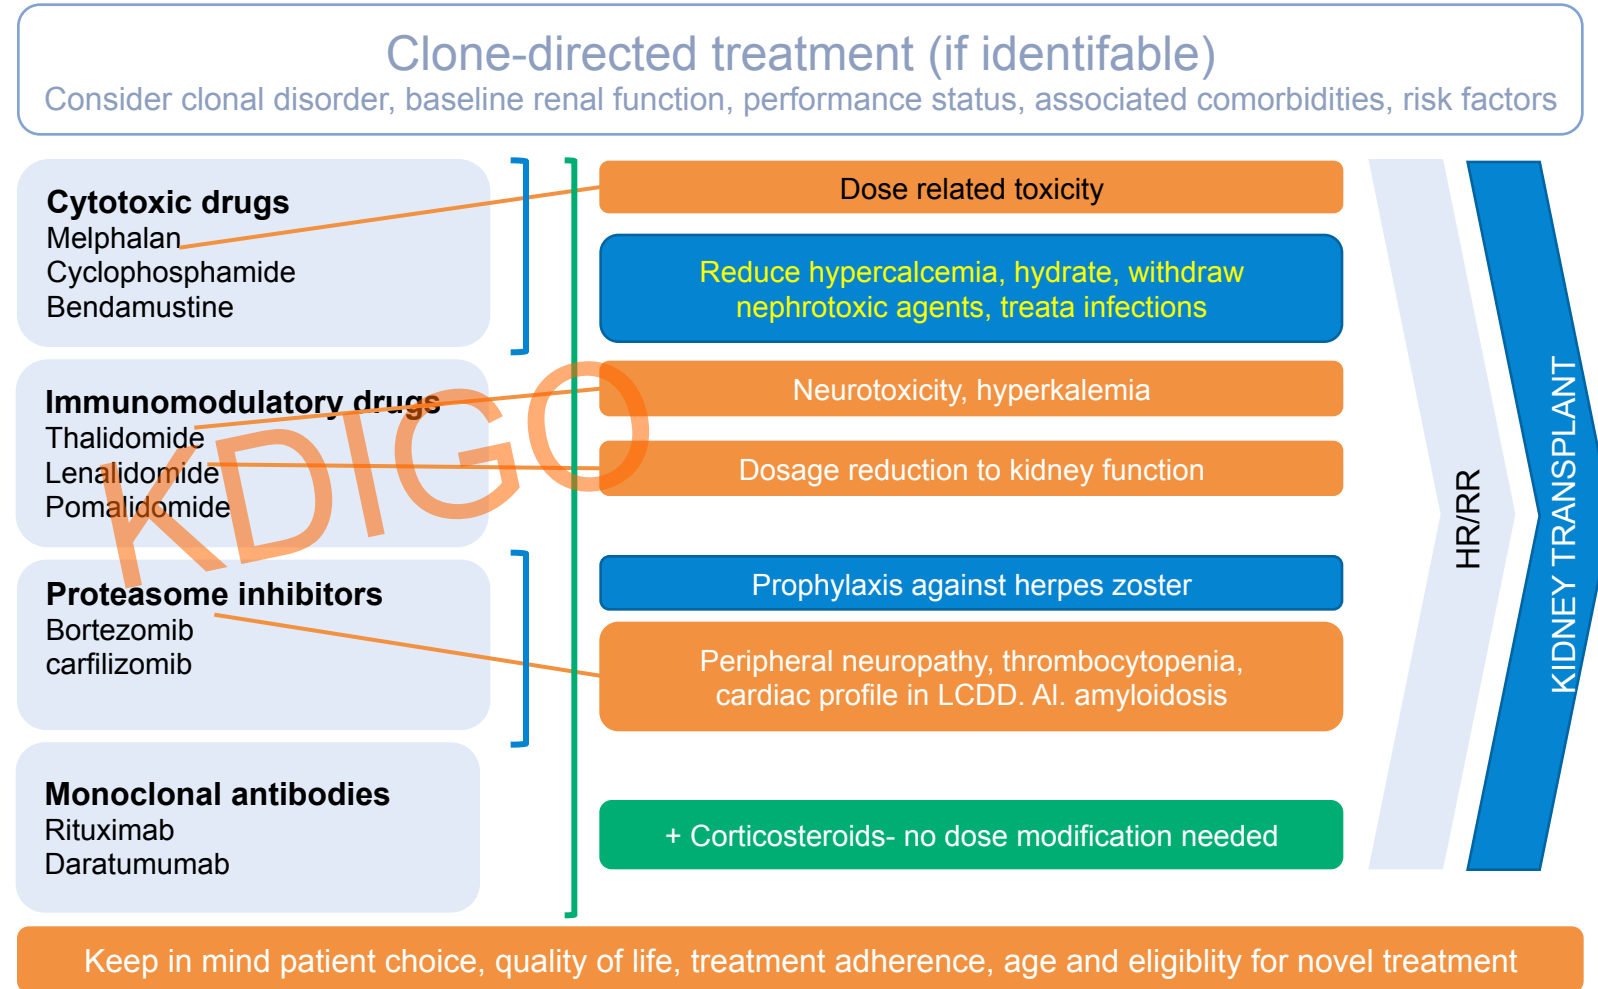 Clone-directed treatment (if identifable)
Consider clonal disorder, baseline renal function, performance status, associated comorbidities, risk factors
Cytotoxic drugs
Melphalan
Cyclophosphamide
Bendamustine
Dose related toxicity
Reduce hypercalcemia, hydrate, withdraw
nephrotoxic agents, treata infections
Immunomodulatory drugs
Thalidomide
Lenalidomide
Pomalidomide
Neurotoxicity, hyperkalemia
Dosage reduction to kidney function
Proteasome inhibitors
Bortezomib
carfilizomib
Prophylaxis against herpes zoster
Peripheral neuropathy, thrombocytopenia,
cardiac profile in LCDD. Al. amyloidosis
Monoclonal antibodies
Rituximab
Daratumumab
+ Corticosteroids- no dose modification needed
HR/RR
KIDNEY TRANSPLANT
KDIGO
Keep in mind patient choice, quality of life, treatment adherence, age and eligiblity for novel treatment